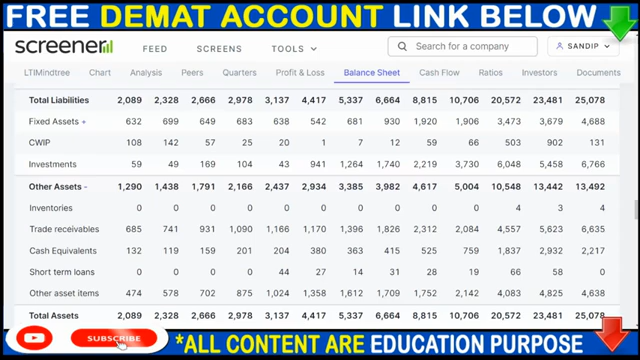 FREE DEMAT ACCOUNT LINK BELOW
screener FEED SCREENS TOOLS Search for a company SANDIP
LTIMindtree Chart Analysis Peers Quarters Profit & Loss Balance Sheet Cash Flow Ratios Investors Documents
Total Liabilities 2,089 2,328 2,666 2,978 3,137 4,417 5,337 6,664 8,815 10,706 20,572 23,481 25,078
Fixed Assets + 632 699 649 683 638 542 681 930 1,920 1,906 3,473 3,679 4,688
CWIP 108 142 57 25 20 1 7 12 59 66 503 902 131
Investments 59 49 169 104 43 941 1,264 1,740 2,219 3,730 6,048 5,458 6,766
Other Assets - 1,290 1,438 1,791 2,166 2,437 2,934 3,385 3,982 4,617 5,004 10,548 13,442 13,492
Inventories 0 0 0 0 0 0 0 0 0 0 4 3 4
Trade receivables 685 741 931 1,090 1,166 1,170 1,396 1,826 2,312 2,084 4,557 5,623 6,635
Cash Equivalents 132 119 159 201 204 380 363 415 525 759 1,837 2,932 2,217
Short term loans 0 0 0 0 44 27 14 31 28 19 66 58 0
Other asset items 474 578 702 875 1,024 1,358 1,612 1,709 1,752 2,142 4,083 4,825 4,638
Total Assets 2,089 2,328 2,666 2,978 3,137 4,417 5,337 6,664 8,815 10,706 20,572 23,481 25,078
SUBSCRIBE *ALL CONTENT ARE EDUCATION PURPOSE